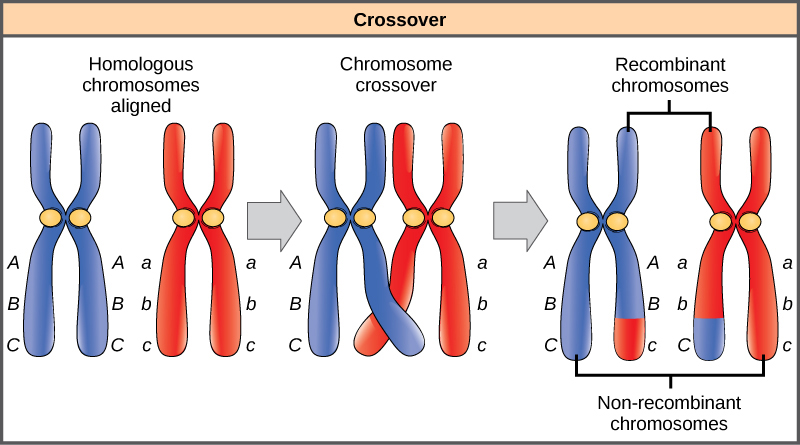 Crossover
Homologous
chromosomes
aligned
Chromosome
crossover
Recombinant
chromosomes
A A a a A a A A a a
B B b b B b B B b b
C C c c C c C c C c
Non-recombinant
chromosomes